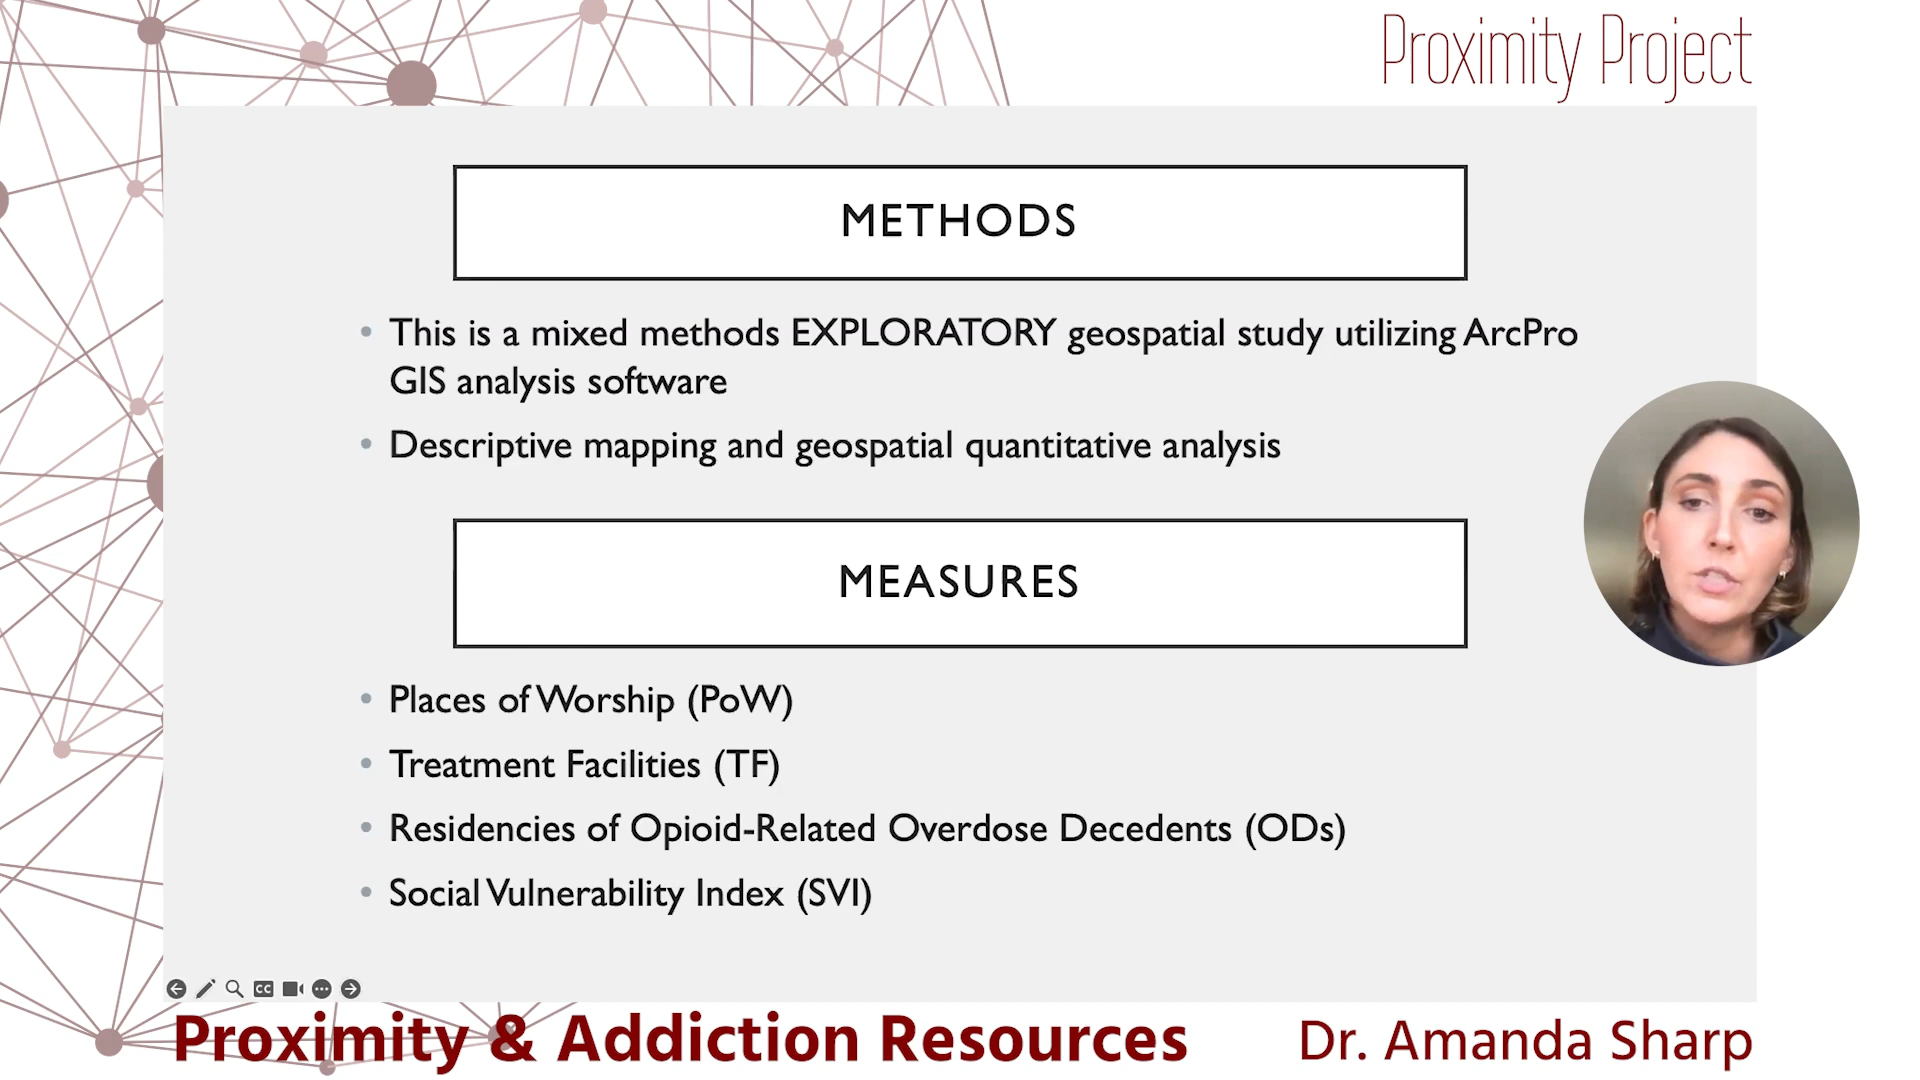 Proximity Project
METHODS
• This is a mixed methods EXPLORATORY geospatial study utilizing ArcPro
GIS analysis software
• Descriptive mapping and geospatial quantitative analysis
MEASURES
• Places of Worship (PoW)
• Treatment Facilities (TF)
• Residencies of Opioid-Related Overdose Decedents (ODs)
• Social Vulnerability Index (SVI)
CC
Proximity & Addiction Resources
Dr. Amanda Sharp